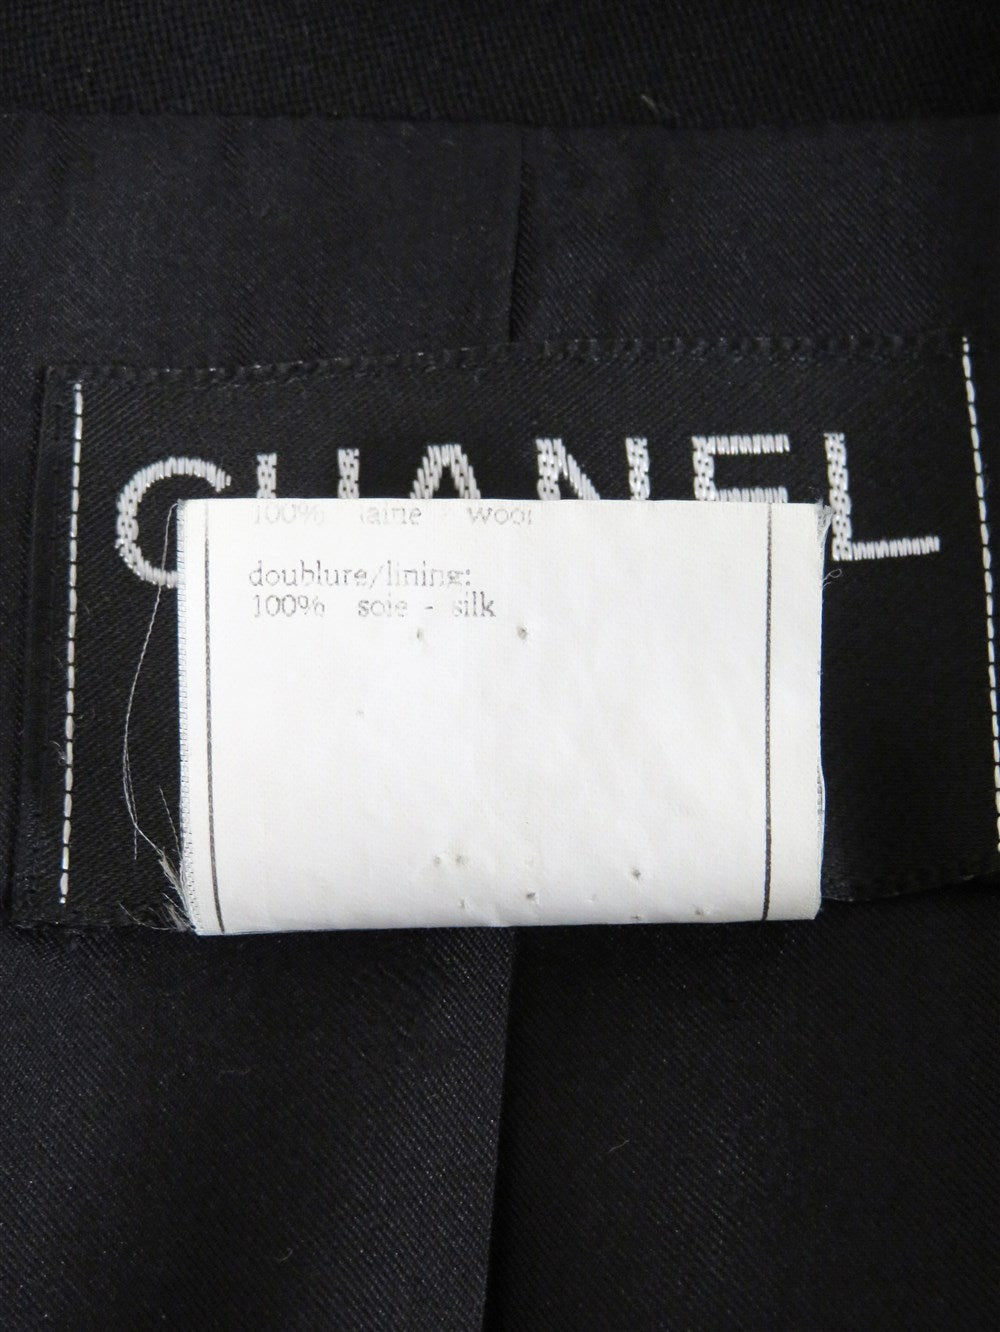 CHANEL
100% laine wool
doublure/lining:
100% soie - silk